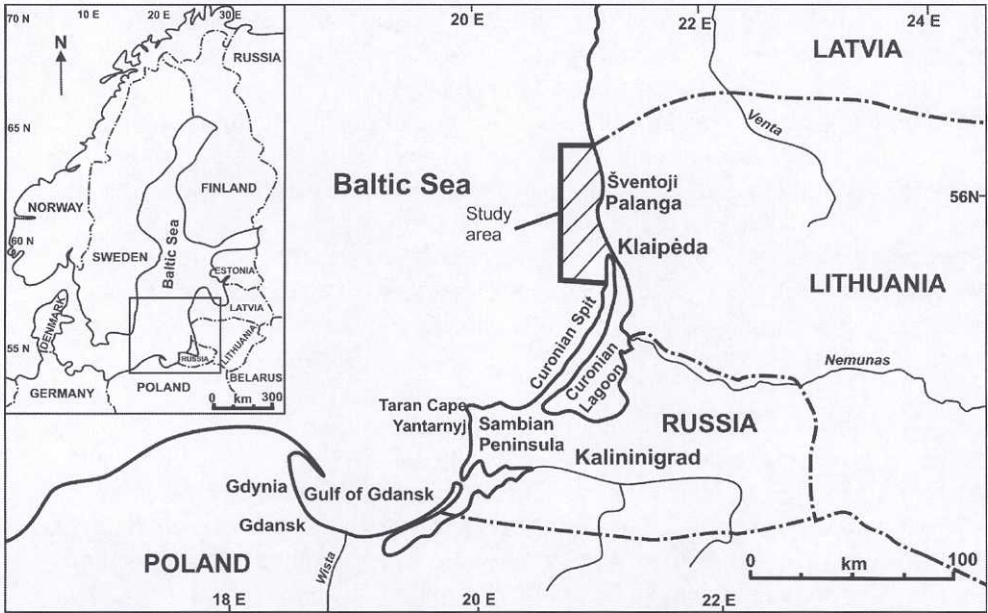 70 N
10 E
20 E
30 E
N
RUSSIA
65 N
NORWAY
FINLAND
60 N
SWEDEN
Baltic Sea
ESTONIA
DENMARK
LATVIA
LITHUANIA
55 N
RUSSIA
POLAND
BELARUS
GERMANY
0 km 300
20 E
22 E
24 E
LATVIA
Venta
Baltic Sea
Šventoji
Palanga
56N
Study
area
Klaipėda
LITHUANIA
Curonian Spit
Curonian
Lagoon
Nemunas
Taran Cape
Yantarnyj
Sambian
Peninsula
RUSSIA
Kalininigrad
Gdynia
Gulf of Gdansk
Gdansk
POLAND
Wisła
0 km 100
18 E
20 E
22 E